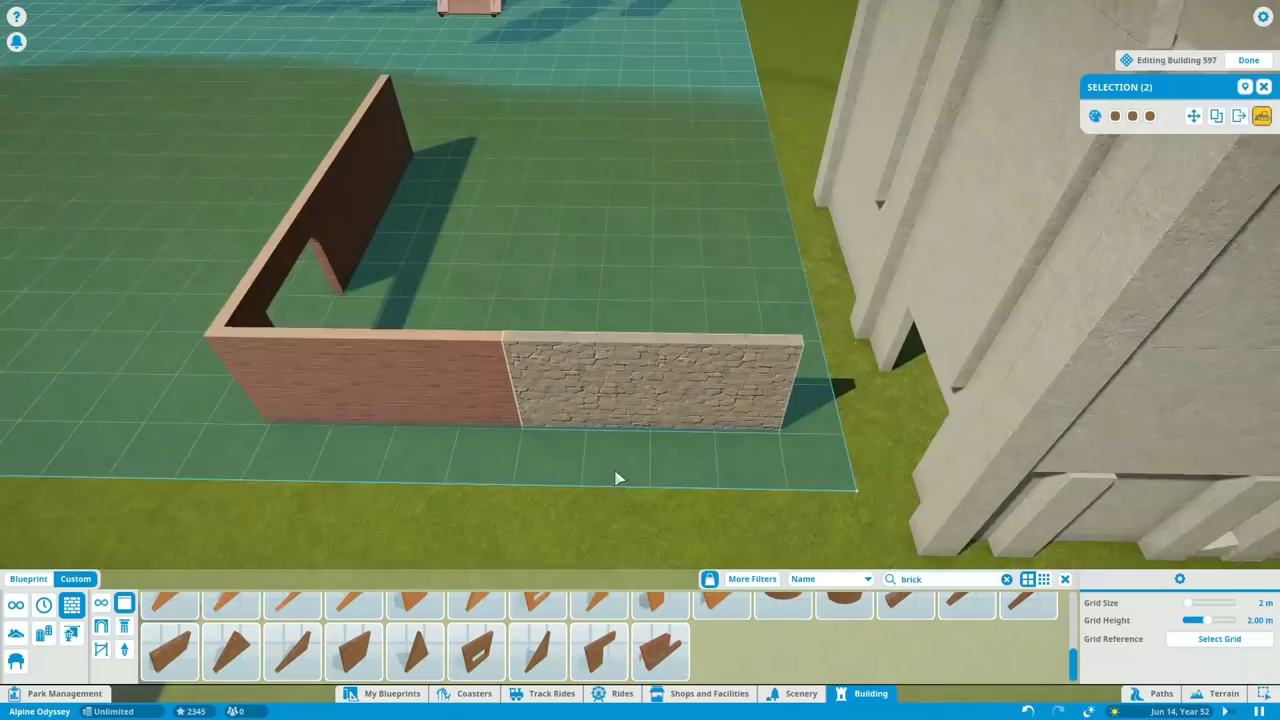 ?
Editing Building 597 Done
SELECTION (2)
Blueprint Custom More Filters Name brick
Grid Size 2 m
Grid Height 2.00 m
Grid Reference Select Grid
Park Management My Blueprints Coasters Track Rides Rides Shops and Facilities Scenery Building Paths Terrain
Alpine Odyssey Unlimited 2345 0 Jun 14, Year 52